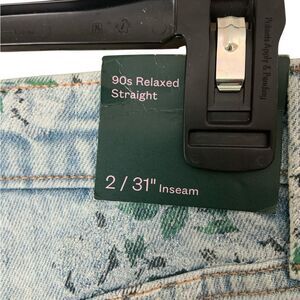 90s Relaxed
Straight
2 / 31" Inseam